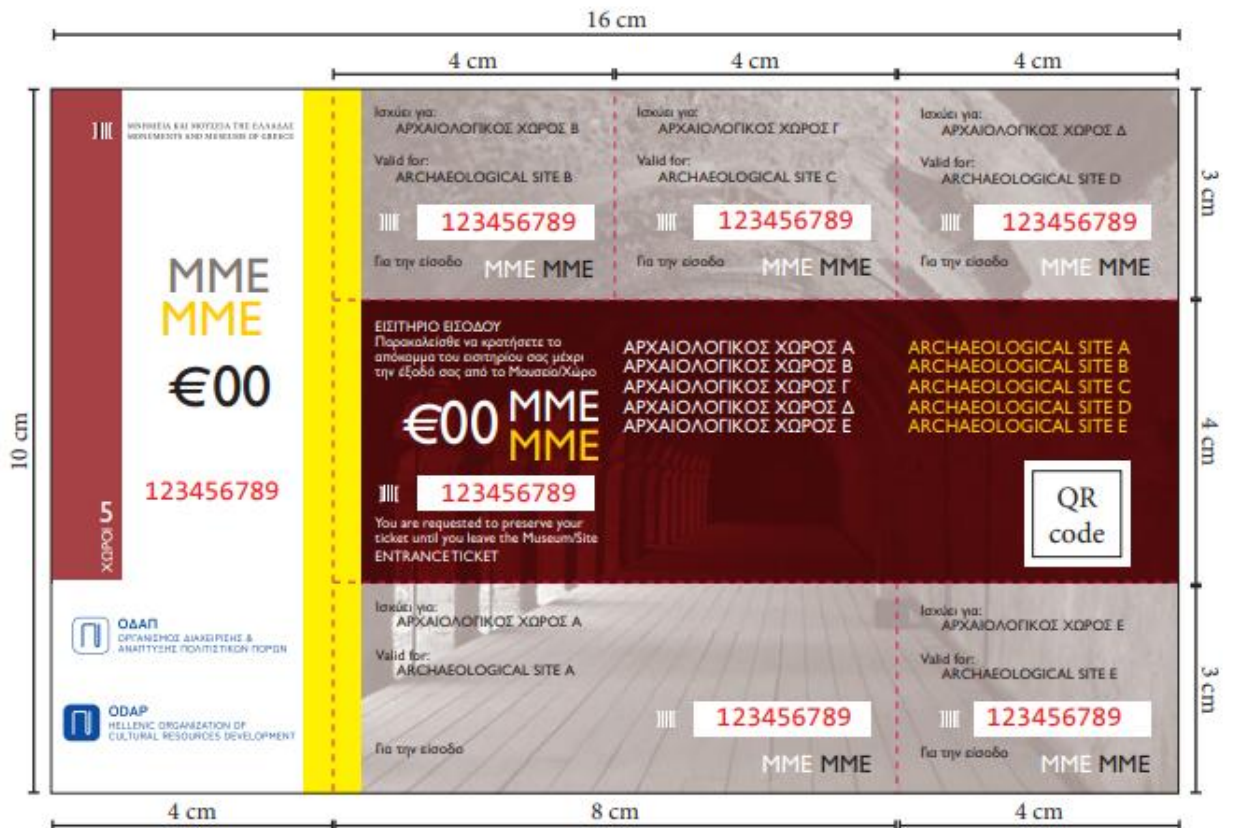 16 cm
4 cm
4 cm
4 cm
10 cm
3 cm
4 cm
3 cm
ΜΝΗΜΕΙΑ ΚΑΙ ΜΟΥΣΕΙΑ ΤΗΣ ΕΛΛΑΔΑΣ
MONUMENTS AND MUSEUMS OF GREECE
MME
MME
€00
123456789
5
ΧΩΡΟΙ
ΟΔΑΠ
ΟΡΓΑΝΙΣΜΟΣ ΔΙΑΧΕΙΡΙΣΗΣ &
ΑΝΑΠΤΥΞΗΣ ΠΟΛΙΤΙΣΤΙΚΩΝ ΠΟΡΩΝ
ODAP
HELLENIC ORGANIZATION OF
CULTURAL RESOURCES DEVELOPMENT
Ισχύει για:
ΑΡΧΑΙΟΛΟΓΙΚΟΣ ΧΩΡΟΣ Β
Valid for:
ARCHAEOLOGICAL SITE B
123456789
Για την είσοδο MME MME
Ισχύει για:
ΑΡΧΑΙΟΛΟΓΙΚΟΣ ΧΩΡΟΣ Γ
Valid for:
ARCHAEOLOGICAL SITE C
123456789
Για την είσοδο MME MME
Ισχύει για:
ΑΡΧΑΙΟΛΟΓΙΚΟΣ ΧΩΡΟΣ Δ
Valid for:
ARCHAEOLOGICAL SITE D
123456789
Για την είσοδο MME MME
ΕΙΣΙΤΗΡΙΟ ΕΙΣΟΔΟΥ
Παρακαλείσθε να κρατήσετε το
απόκομμα του εισιτηρίου σας μέχρι
την έξοδό σας από το Μουσείο/Χώρο
€00 MME
MME
123456789
You are requested to preserve your
ticket until you leave the Museum/Site
ENTRANCE TICKET
ΑΡΧΑΙΟΛΟΓΙΚΟΣ ΧΩΡΟΣ Α
ΑΡΧΑΙΟΛΟΓΙΚΟΣ ΧΩΡΟΣ Β
ΑΡΧΑΙΟΛΟΓΙΚΟΣ ΧΩΡΟΣ Γ
ΑΡΧΑΙΟΛΟΓΙΚΟΣ ΧΩΡΟΣ Δ
ΑΡΧΑΙΟΛΟΓΙΚΟΣ ΧΩΡΟΣ Ε
ARCHAEOLOGICAL SITE A
ARCHAEOLOGICAL SITE B
ARCHAEOLOGICAL SITE C
ARCHAEOLOGICAL SITE D
ARCHAEOLOGICAL SITE E
QR
code
Ισχύει για:
ΑΡΧΑΙΟΛΟΓΙΚΟΣ ΧΩΡΟΣ Α
Valid for:
ARCHAEOLOGICAL SITE A
123456789
Για την είσοδο
MME MME
Ισχύει για:
ΑΡΧΑΙΟΛΟΓΙΚΟΣ ΧΩΡΟΣ Ε
Valid for:
ARCHAEOLOGICAL SITE E
123456789
Για την είσοδο MME MME
4 cm
8 cm
4 cm